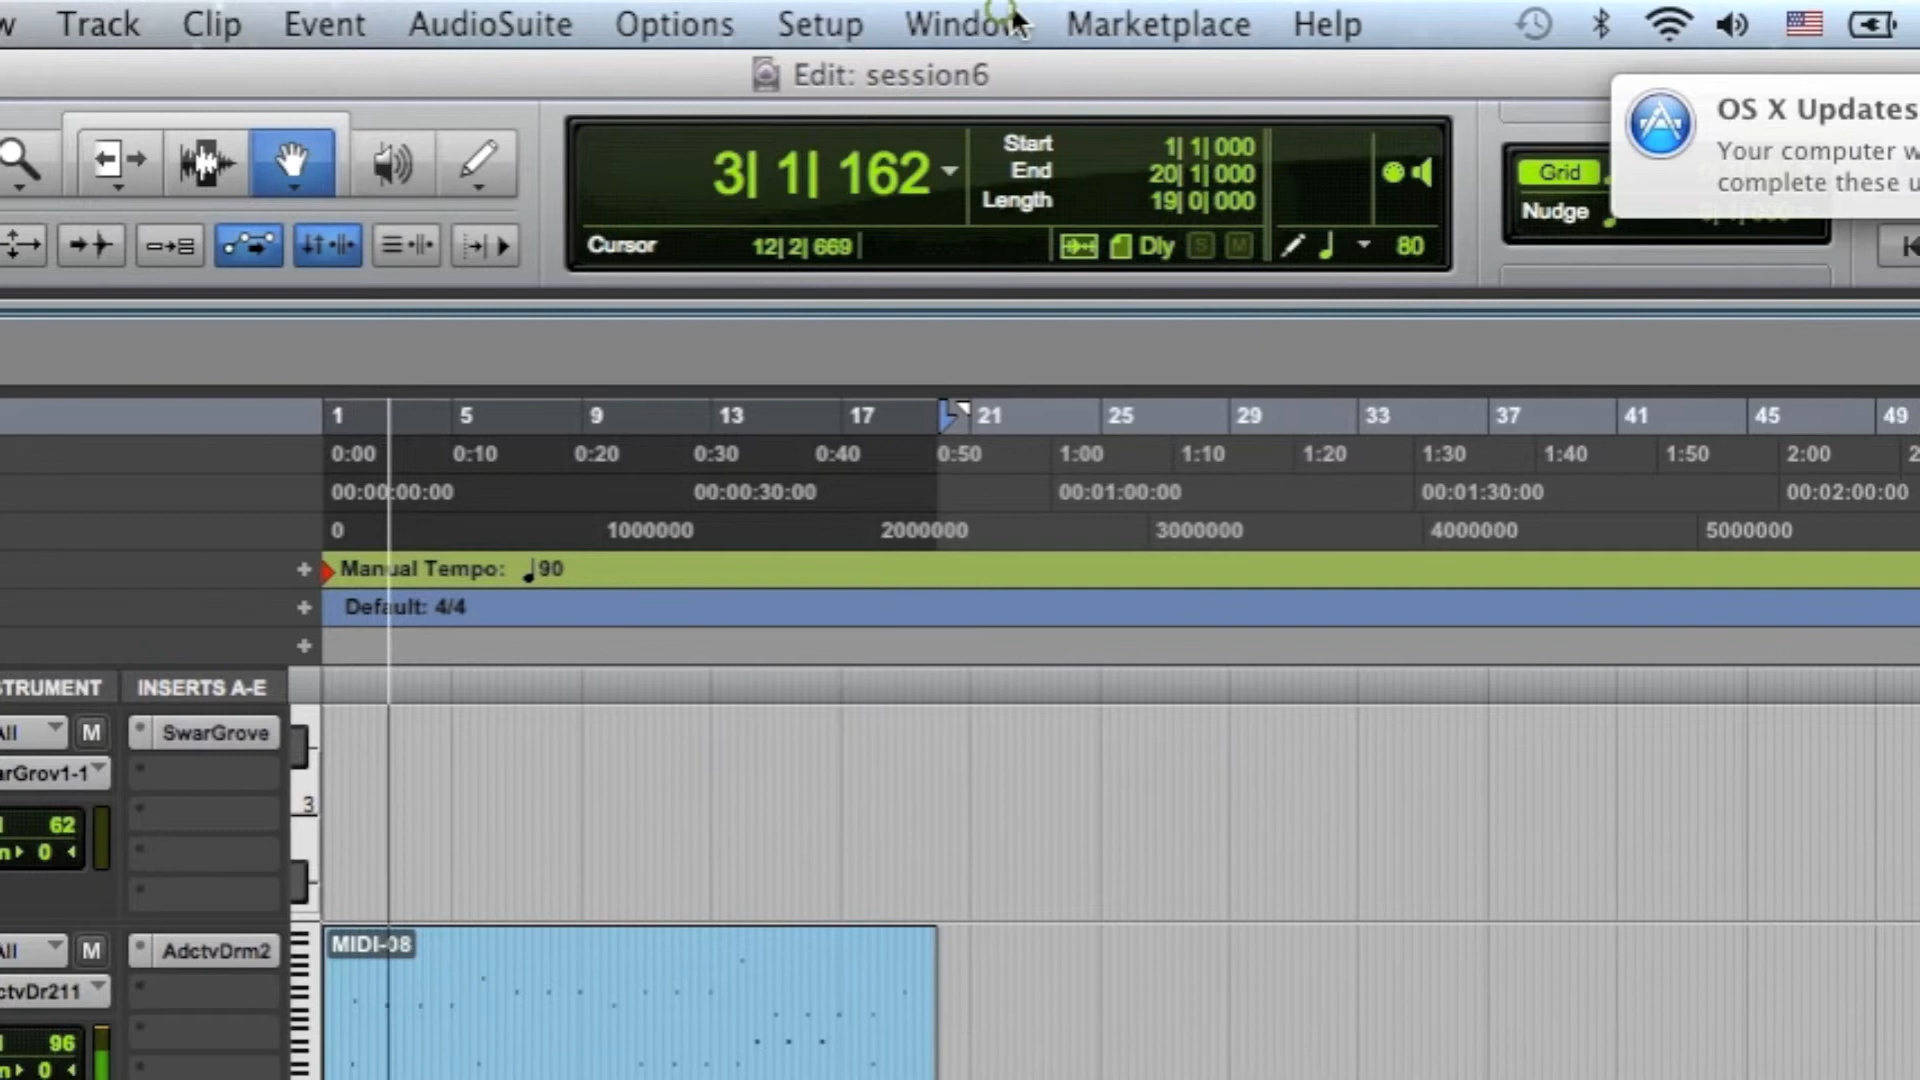 Track Clip Event AudioSuite Options Setup Window Marketplace Help
Edit: session6
OS X Updates
Your computer w
complete these u
3| 1| 162
Start 1| 1| 000
End 20| 1| 000
Length 19| 0| 000
Cursor 12| 2| 669
Dly S M 80
Grid
Nudge
1 5 9 13 17 21 25 29 33 37 41 45 49
0:00 0:10 0:20 0:30 0:40 0:50 1:00 1:10 1:20 1:30 1:40 1:50 2:00 2
00:00:00:00 00:00:30:00 00:01:00:00 00:01:30:00 00:02:00:00
0 1000000 2000000 3000000 4000000 5000000
+ Manual Tempo: ♩90
+ Default: 4/4
+
STRUMENT INSERTS A-E
All M SwarGrove
arGrov1-1
62
0
3
All M AdctvDrm2
ctvDr211
96
0
MIDI-08